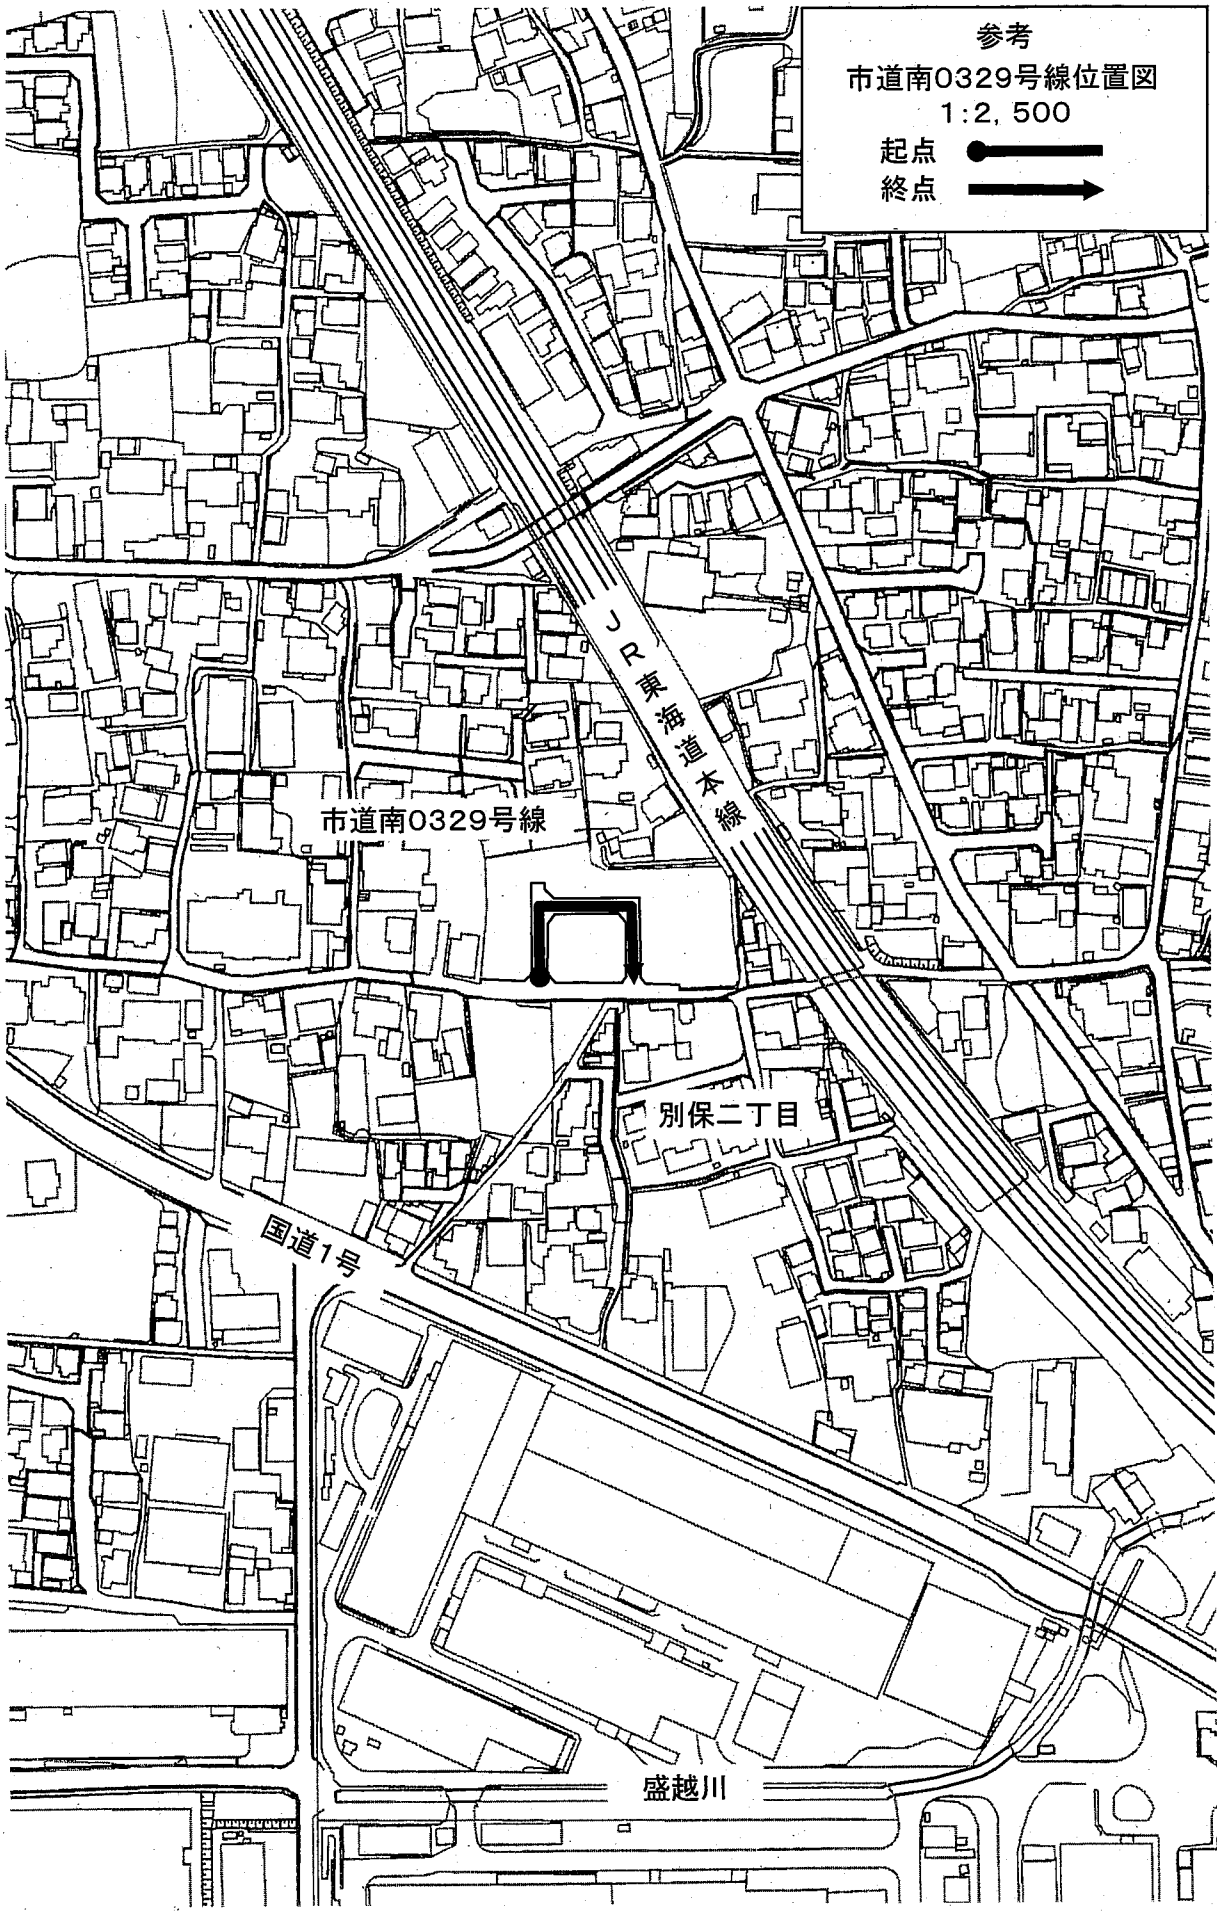 参考
市道南0329号線位置図
1:2,500
起点
終点
JR東海道本線
市道南0329号線
別保二丁目
国道1号
盛越川